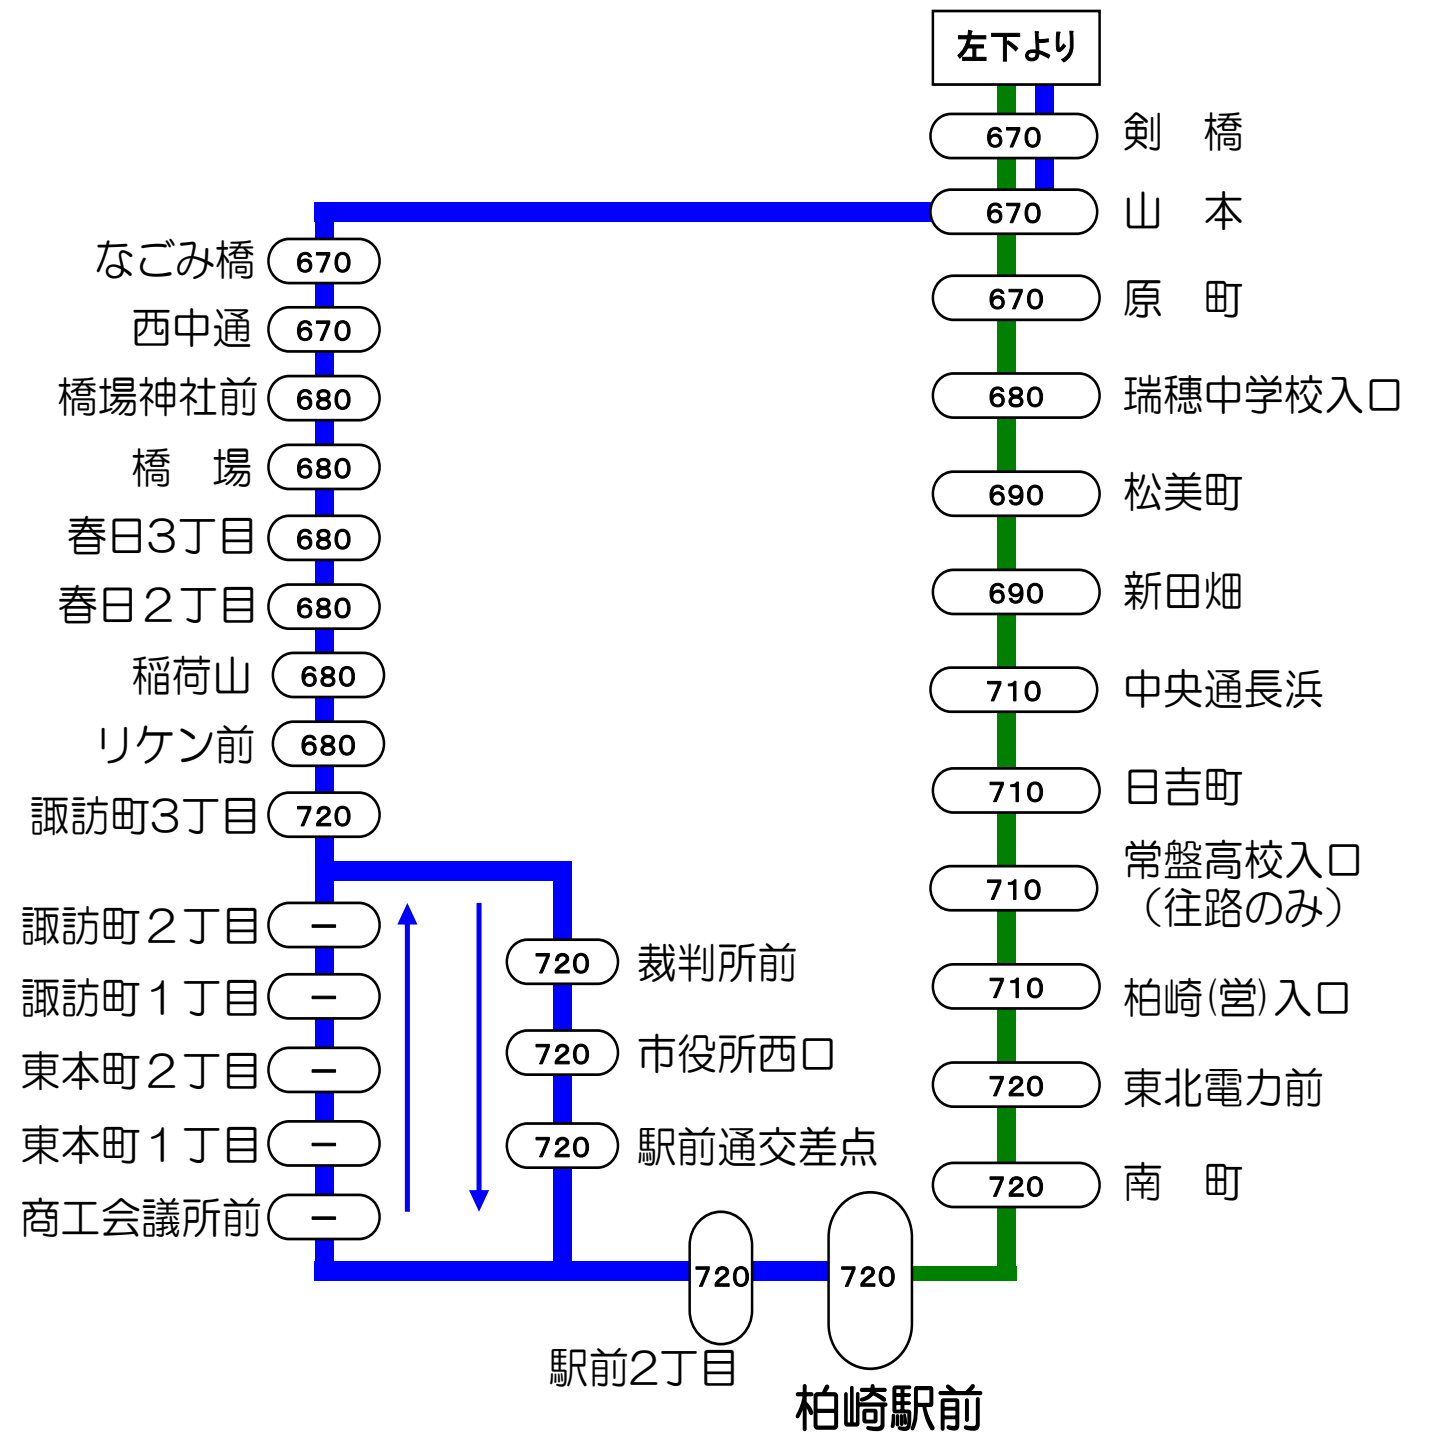 左下より
670
剣　橋
670
山　本
670
原　町
680
瑞穂中学校入口
690
松美町
690
新田畑
710
中央通長浜
710
日吉町
710
常盤高校入口
（往路のみ）
710
柏崎(営)入口
720
東北電力前
720
南　町
なごみ橋
670
西中通
670
橋場神社前
680
橋　場
680
春日3丁目
680
春日２丁目
680
稲荷山
680
リケン前
680
諏訪町3丁目
720
諏訪町２丁目
－
諏訪町１丁目
－
東本町２丁目
－
東本町１丁目
－
商工会議所前
－
720
裁判所前
720
市役所西口
720
駅前通交差点
720
駅前2丁目
720
柏崎駅前